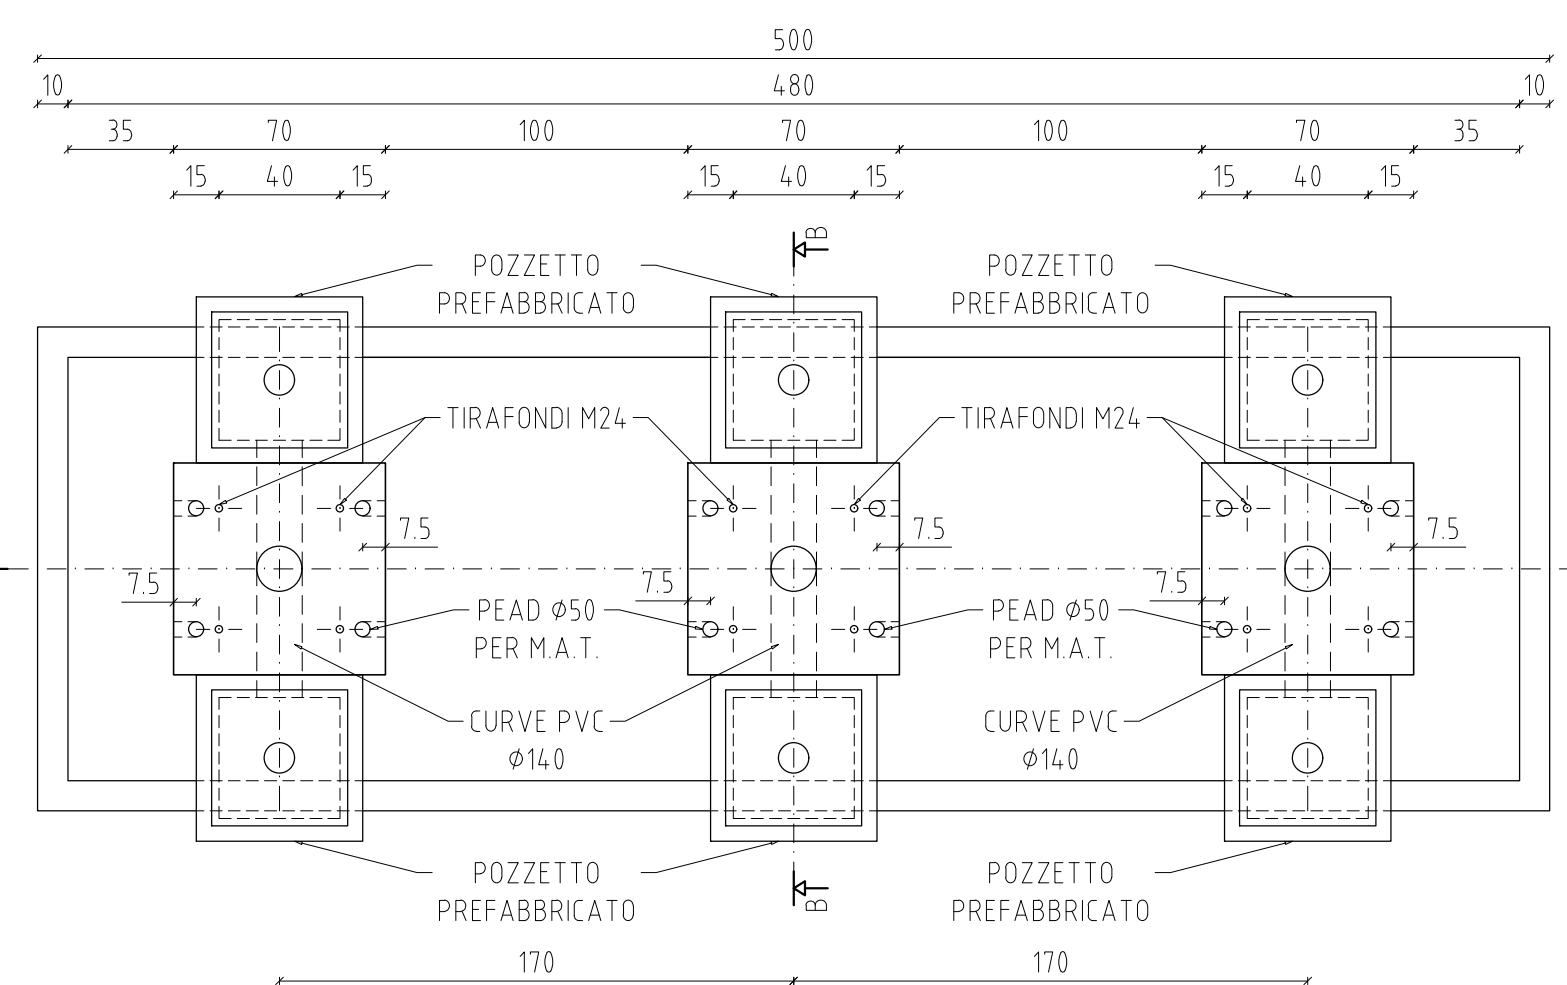 500
10 480 10
35 70 100 70 100 70 35
15 40 15 15 40 15 15 40 15
B
POZZETTO
PREFABBRICATO
POZZETTO
PREFABBRICATO
TIRAFONDI M24
TIRAFONDI M24
7.5
7.5
7.5
7.5
7.5
7.5
PEAD Ø50
PER M.A.T.
PEAD Ø50
PER M.A.T.
CURVE PVC
Ø140
CURVE PVC
Ø140
POZZETTO
PREFABBRICATO
POZZETTO
PREFABBRICATO
B
170 170